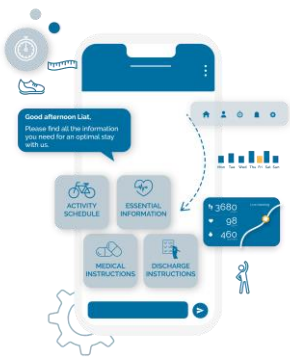 Good afternoon Liat,
Please find all the information
you need for an optimal stay
with us.
Mon Tue Wed Thu Fri Sat Sun
ACTIVITY
SCHEDULE
ESSENTIAL
INFORMATION
3680
98
460
MEDICAL
INSTRUCTIONS
DISCHARGE
INSTRUCTIONS